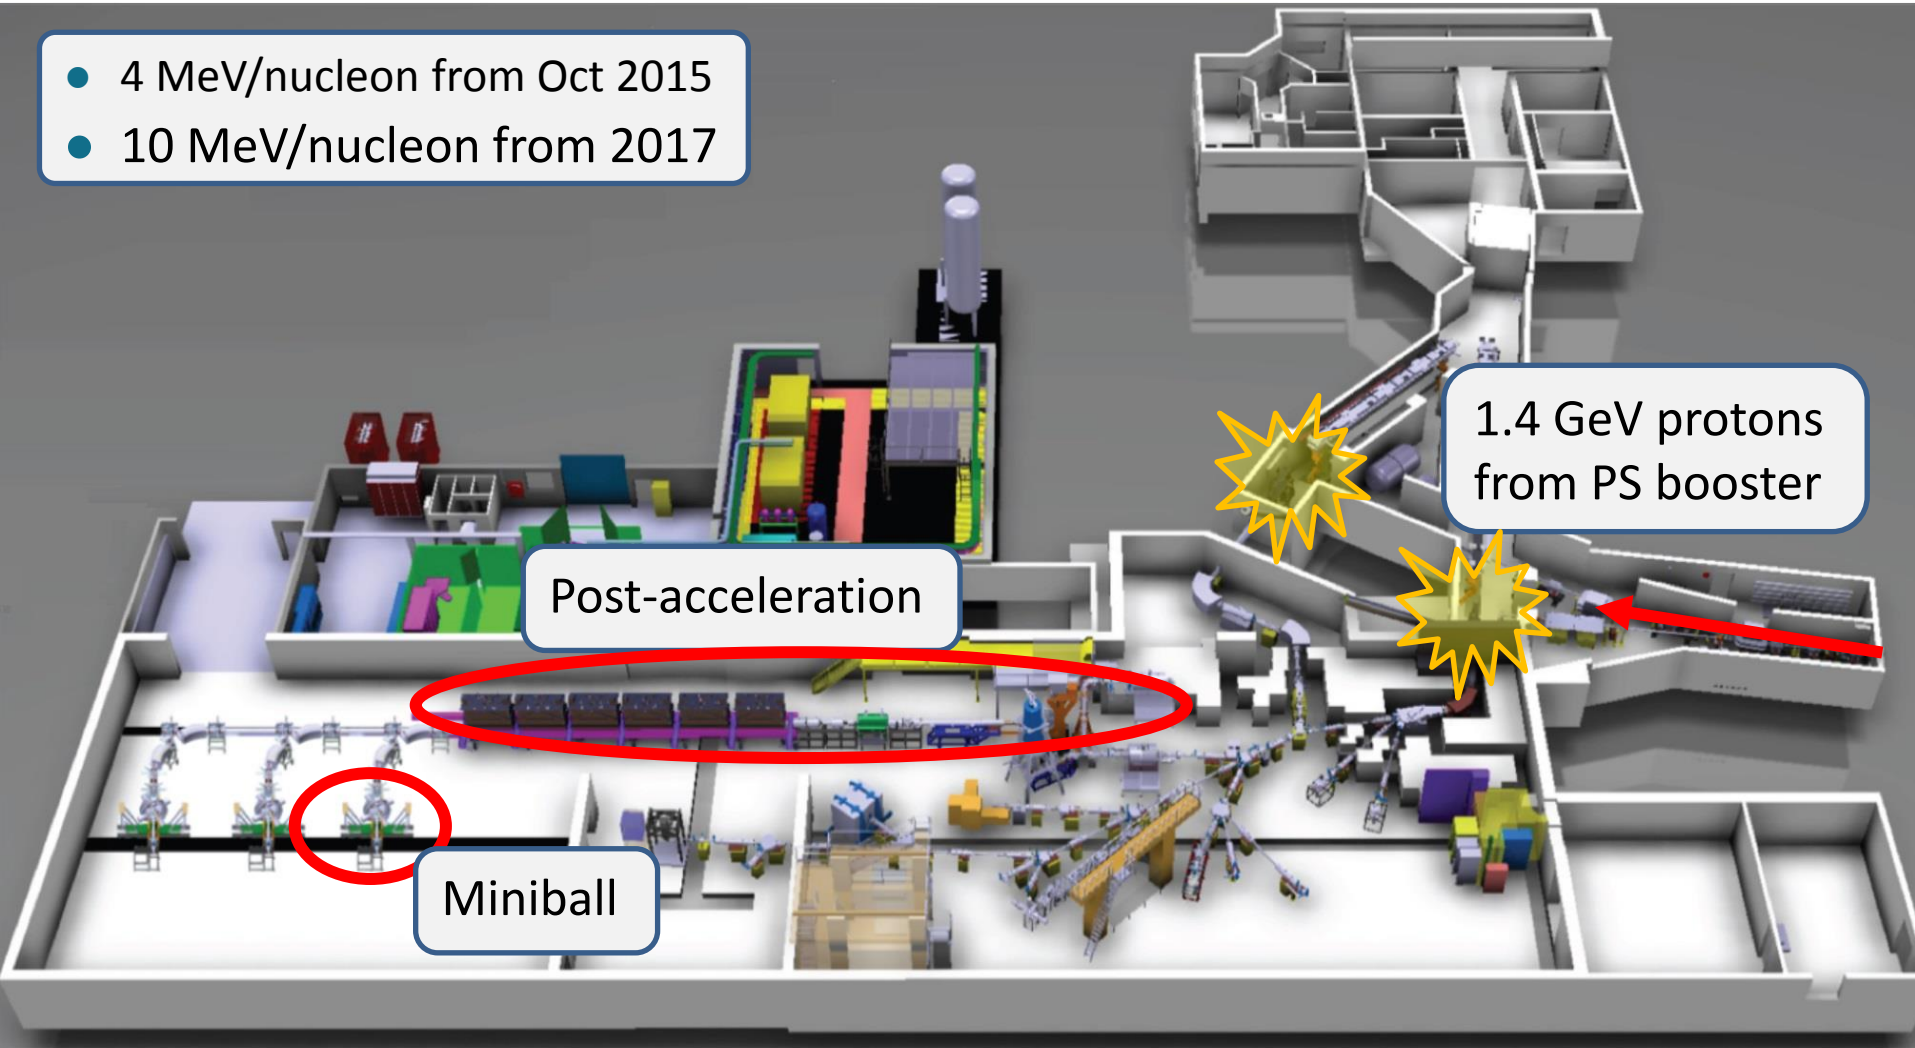 ● 4 MeV/nucleon from Oct 2015
● 10 MeV/nucleon from 2017
1.4 GeV protons
from PS booster
Post-acceleration
Miniball